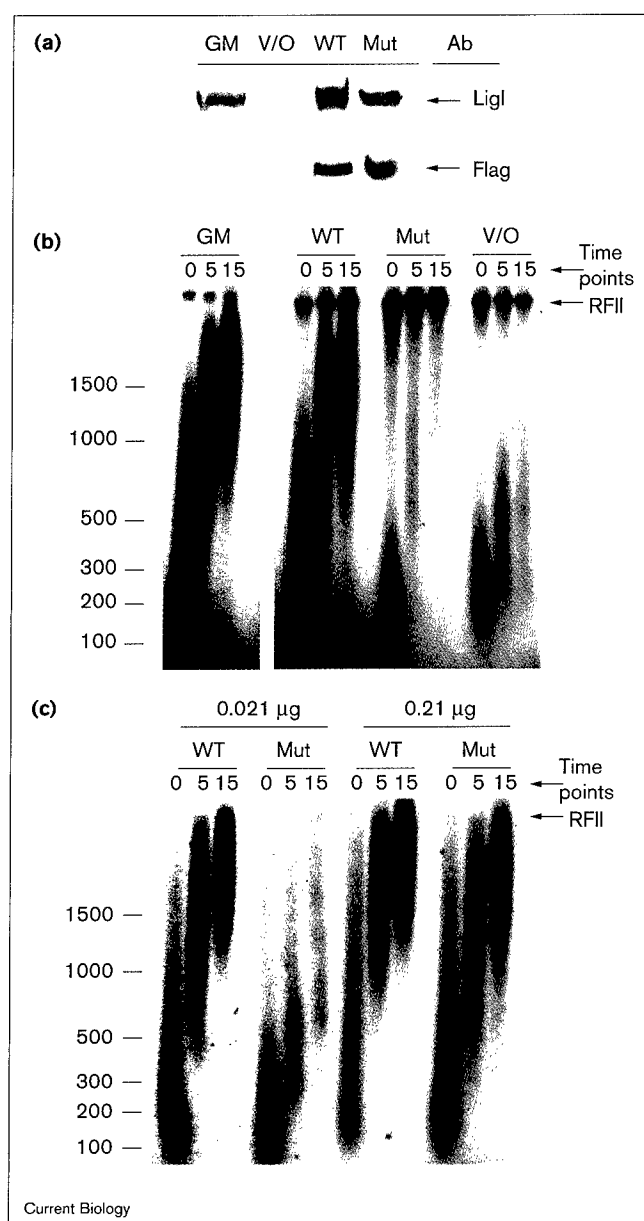 (a)
GM V/O WT Mut Ab
LigI
Flag
(b)
GM WT Mut V/O
0 5 15 0 5 15 0 5 15 0 5 15 Time points
RFII
1500
1000
500
300
200
100
(c)
0.021 µg 0.21 µg
WT Mut WT Mut
0 5 15 0 5 15 0 5 15 0 5 15 Time points
RFII
1500
1000
500
300
200
100
Current Biology